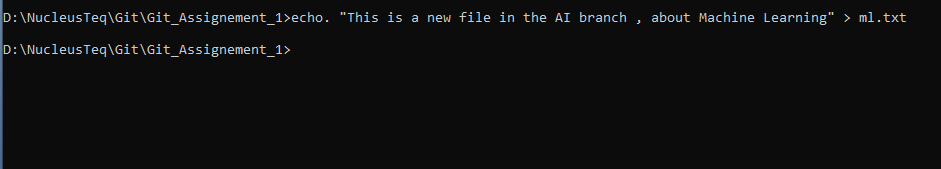 D:\NucleusTeq\Git\Git_Assignement_1>echo. "This is a new file in the AI branch , about Machine Learning" > ml.txt
D:\NucleusTeq\Git\Git_Assignement_1>